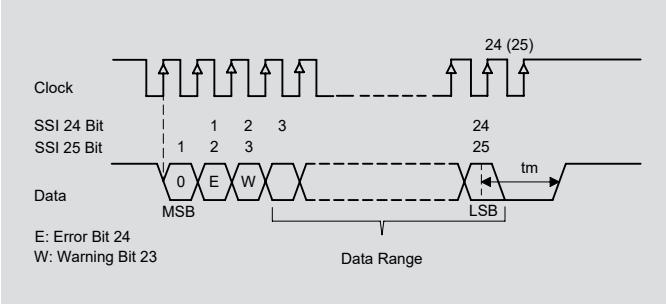 24 (25)
Clock
SSI 24 Bit 1 2 3 24
SSI 25 Bit 1 2 3 25
tm
0 E W
Data
MSB LSB
E: Error Bit 24
W: Warning Bit 23
Data Range